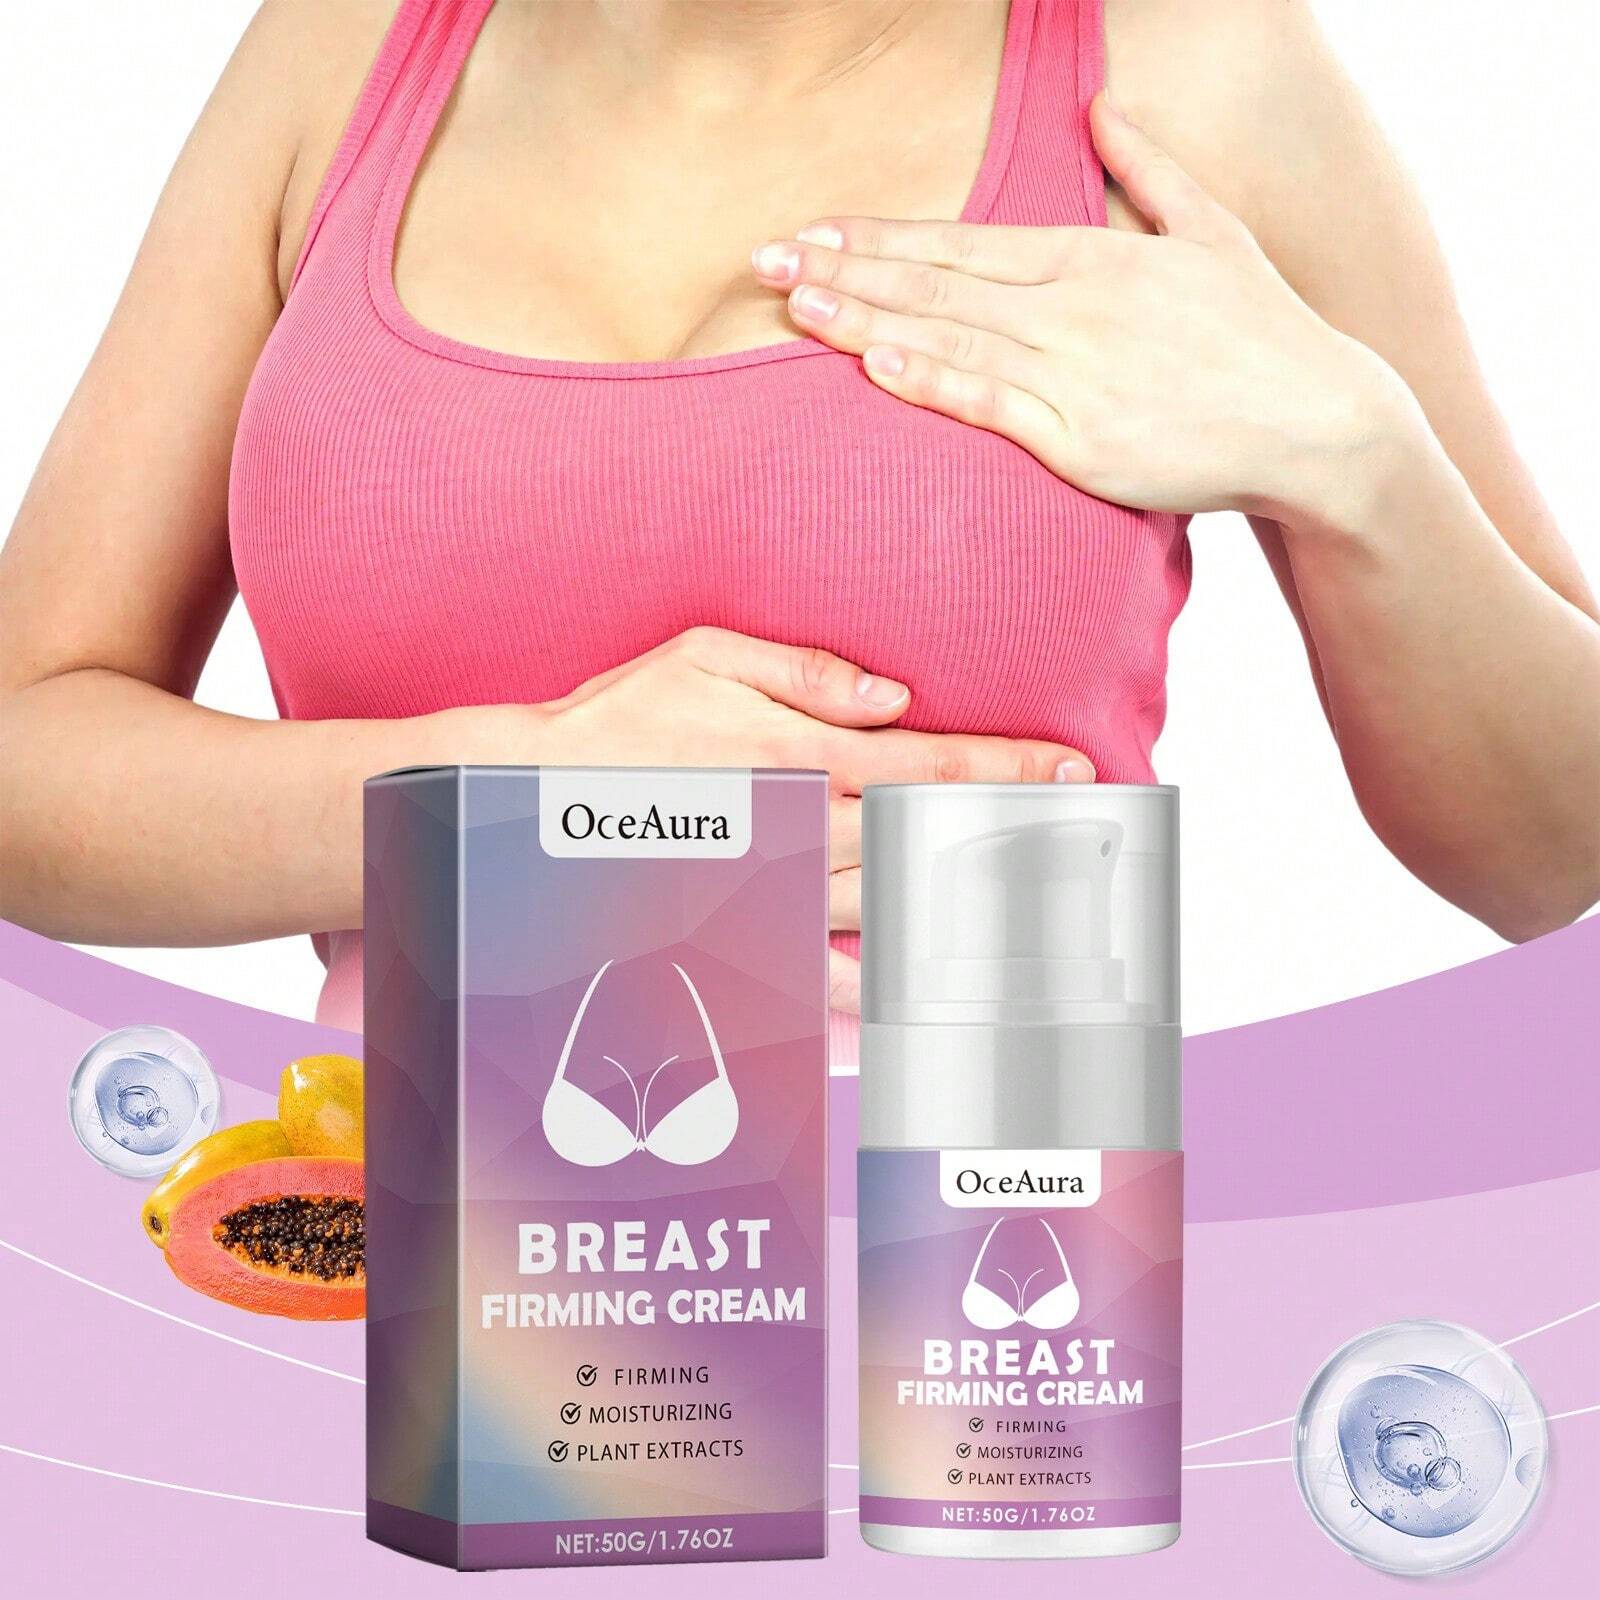 OceAura
BREAST
FIRMING CREAM
FIRMING
MOISTURIZING
PLANT EXTRACTS
NET:50G/1.76OZ
OceAura
BREAST
FIRMING CREAM
FIRMING
MOISTURIZING
PLANT EXTRACTS
NET:50G/1.76OZ